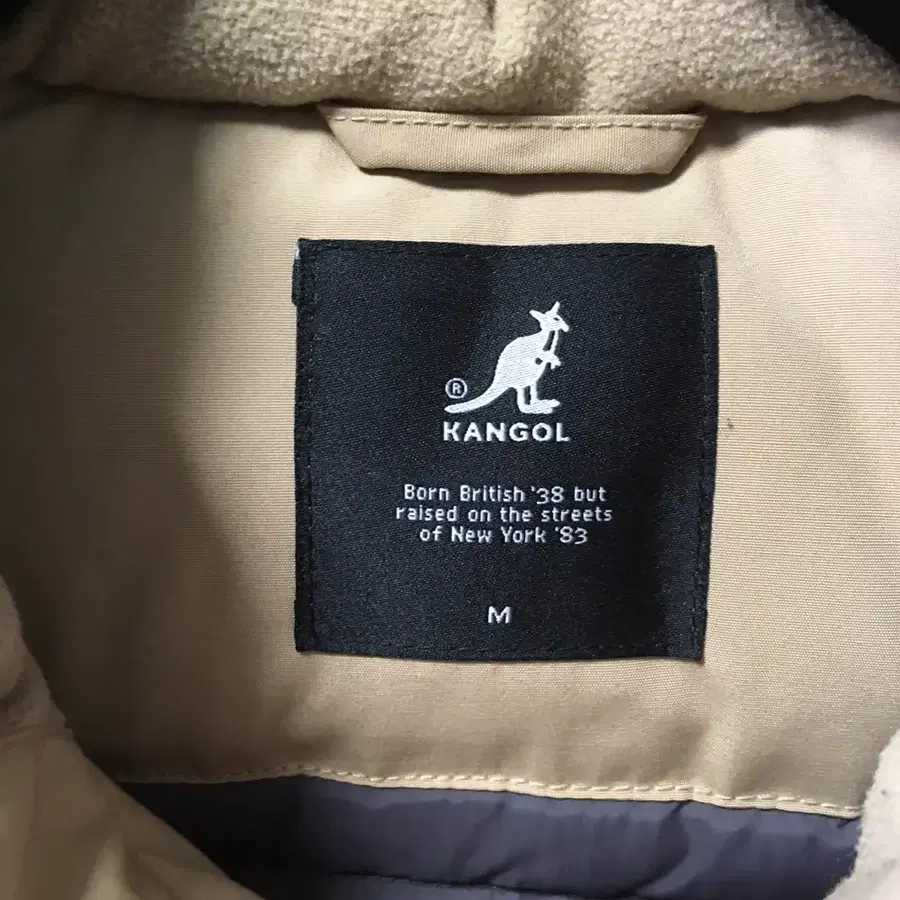 ®
KANGOL
Born British '38 but
raised on the streets
of New York '83
M